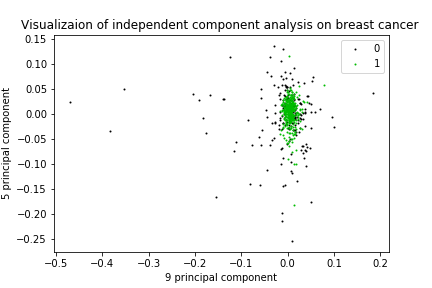 Visualizaion of independent component analysis on breast cancer
0
1
0.15
0.10
0.05
0.00
−0.05
−0.10
−0.15
−0.20
−0.25
5 principal component
−0.5 −0.4 −0.3 −0.2 −0.1 0.0 0.1 0.2
9 principal component